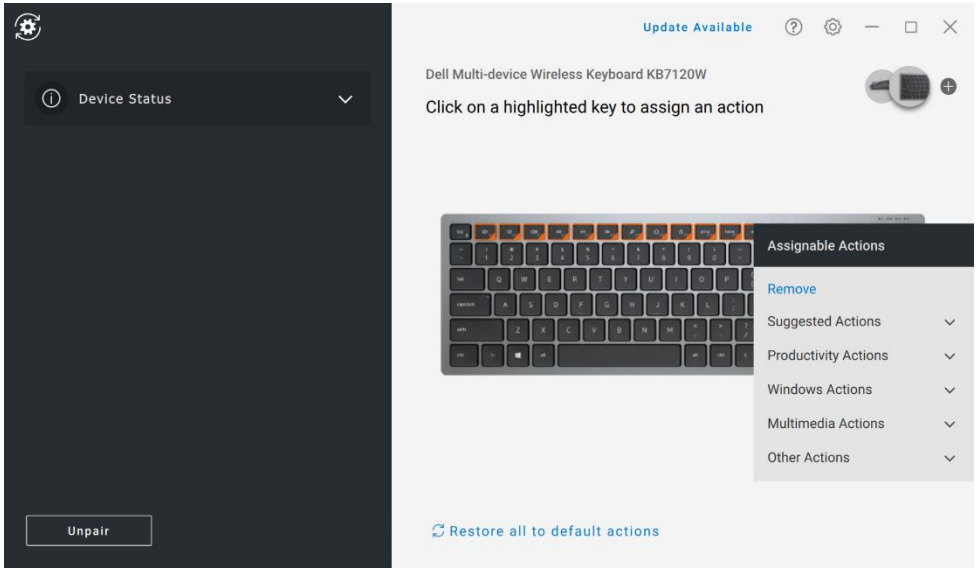 Update Available
Device Status
Dell Multi-device Wireless Keyboard KB7120W
Click on a highlighted key to assign an action
Assignable Actions
Remove
Suggested Actions
Productivity Actions
Windows Actions
Multimedia Actions
Other Actions
Q W E R T Y U I O P
A S D F G H J K L
Z X C V B N M
Unpair
Restore all to default actions